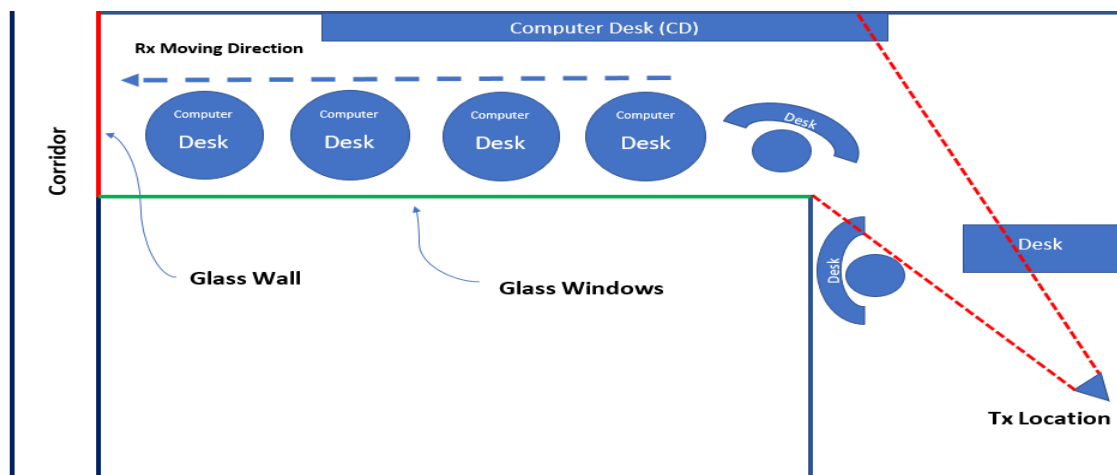 Computer Desk (CD)
Rx Moving Direction
Computer
Desk
Computer
Desk
Computer
Desk
Computer
Desk
Desk
Corridor
Desk
Desk
Glass Wall
Glass Windows
Tx Location